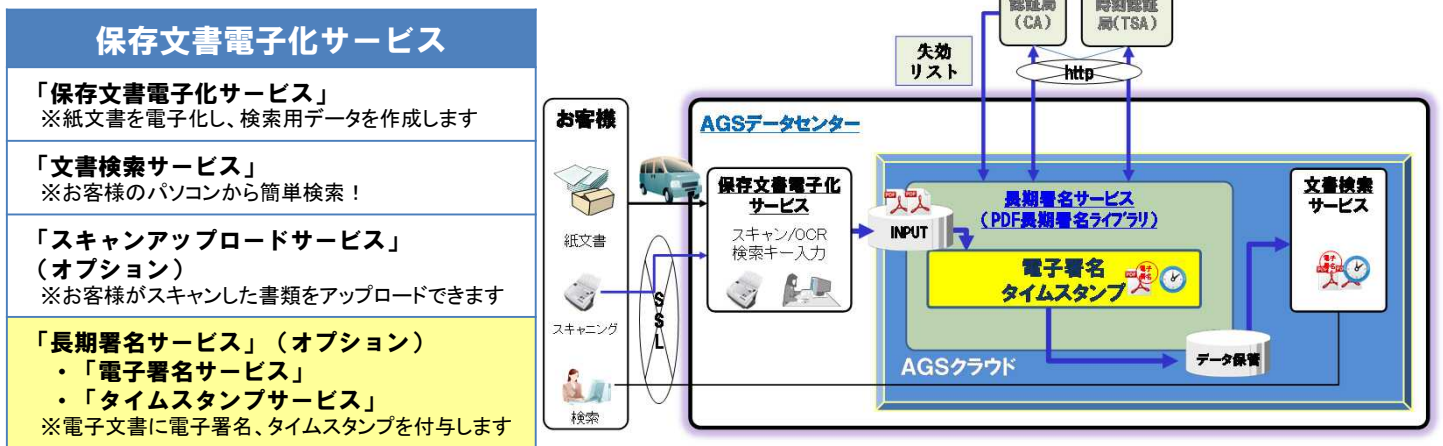 保存文書電子化サービス
「保存文書電子化サービス」
※紙文書を電子化し、検索用データを作成します
「文書検索サービス」
※お客様のパソコンから簡単検索！
「スキャンアップロードサービス」
（オプション）
※お客様がスキャンした書類をアップロードできます
「長期署名サービス」（オプション）
・「電子署名サービス」
・「タイムスタンプサービス」
※電子文書に電子署名、タイムスタンプを付与します
認証局
(CA)
時刻認証
局(TSA)
失効
リスト
http
お客様
紙文書
スキャニング
検索
SSL
AGSデータセンター
保存文書電子化
サービス
スキャン/OCR
検索キー入力
INPUT
長期署名サービス
（PDF長期署名ライブラリ）
電子署名
タイムスタンプ
データ保管
AGSクラウド
文書検索
サービス